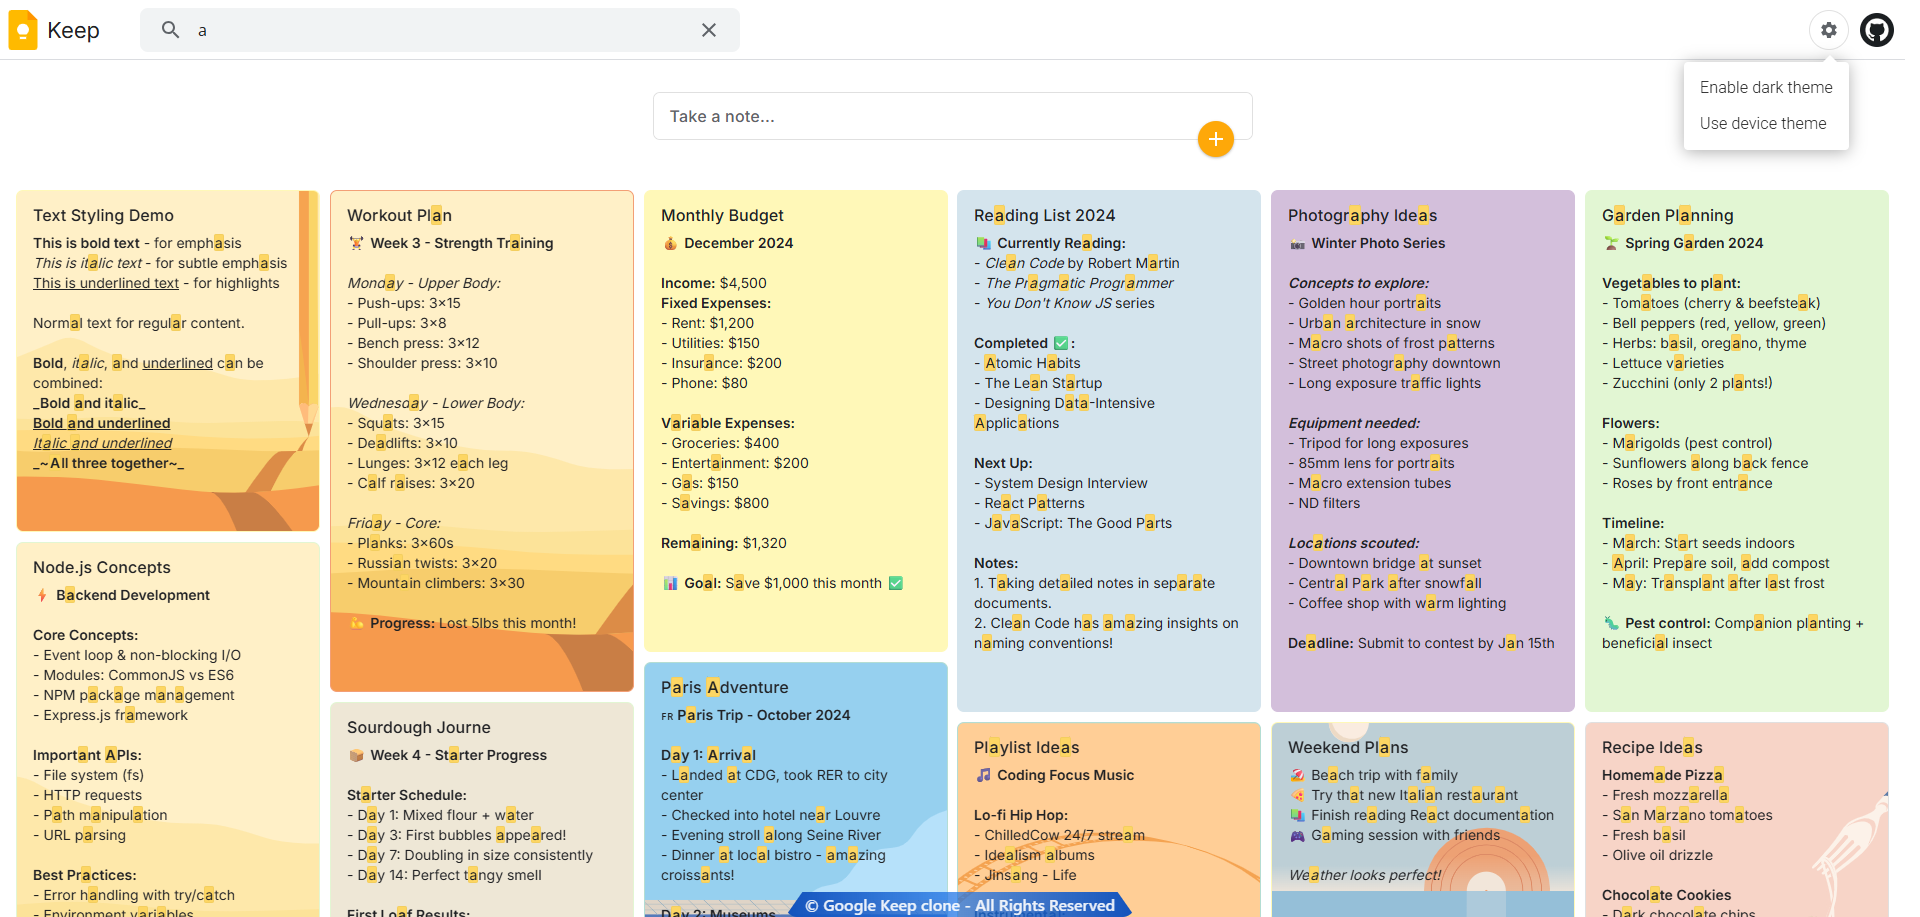 Keep
a
Enable dark theme
Use device theme
Take a note...
Text Styling Demo
This is bold text - for emphasis
This is italic text - for subtle emphasis
This is underlined text - for highlights
Normal text for regular content.
Bold, italic, and underlined can be
combined:
_Bold and italic_
Bold and underlined
Italic and underlined
_~All three together~_
Node.js Concepts
⚡ Backend Development
Core Concepts:
- Event loop & non-blocking I/O
- Modules: CommonJS vs ES6
- NPM package management
- Express.js framework
Important APIs:
- File system (fs)
- HTTP requests
- Path manipulation
- URL parsing
Best Practices:
- Error handling with try/catch
- Environment variables
Workout Plan
🏋️ Week 3 - Strength Training
Monday - Upper Body:
- Push-ups: 3×15
- Pull-ups: 3×8
- Bench press: 3×12
- Shoulder press: 3×10
Wednesday - Lower Body:
- Squats: 3×15
- Deadlifts: 3×10
- Lunges: 3×12 each leg
- Calf raises: 3×20
Friday - Core:
- Planks: 3×60s
- Russian twists: 3×20
- Mountain climbers: 3×30
💪 Progress: Lost 5lbs this month!
Sourdough Journe
📦 Week 4 - Starter Progress
Starter Schedule:
- Day 1: Mixed flour + water
- Day 3: First bubbles appeared!
- Day 7: Doubling in size consistently
- Day 14: Perfect tangy smell
First Loaf Results:
Monthly Budget
💰 December 2024
Income: $4,500
Fixed Expenses:
- Rent: $1,200
- Utilities: $150
- Insurance: $200
- Phone: $80
Variable Expenses:
- Groceries: $400
- Entertainment: $200
- Gas: $150
- Savings: $800
Remaining: $1,320
📊 Goal: Save $1,000 this month ✅
Paris Adventure
FR Paris Trip - October 2024
Day 1: Arrival
- Landed at CDG, took RER to city
center
- Checked into hotel near Louvre
- Evening stroll along Seine River
- Dinner at local bistro - amazing
croissants!
Day 2: Museums
Reading List 2024
📚 Currently Reading:
- Clean Code by Robert Martin
- The Pragmatic Programmer
- You Don't Know JS series
Completed ✅:
- Atomic Habits
- The Lean Startup
- Designing Data-Intensive
Applications
Next Up:
- System Design Interview
- React Patterns
- JavaScript: The Good Parts
Notes:
1. Taking detailed notes in separate
documents.
2. Clean Code has amazing insights on
naming conventions!
Playlist Ideas
🎵 Coding Focus Music
Lo-fi Hip Hop:
- ChilledCow 24/7 stream
- Idealism albums
- Jinsang - Life
Instrumental:
Photography Ideas
📷 Winter Photo Series
Concepts to explore:
- Golden hour portraits
- Urban architecture in snow
- Macro shots of frost patterns
- Street photography downtown
- Long exposure traffic lights
Equipment needed:
- Tripod for long exposures
- 85mm lens for portraits
- Macro extension tubes
- ND filters
Locations scouted:
- Downtown bridge at sunset
- Central Park after snowfall
- Coffee shop with warm lighting
Deadline: Submit to contest by Jan 15th
Weekend Plans
🏖️ Beach trip with family
🍕 Try that new Italian restaurant
📚 Finish reading React documentation
🎮 Gaming session with friends
Weather looks perfect!
Garden Planning
🌱 Spring Garden 2024
Vegetables to plant:
- Tomatoes (cherry & beefsteak)
- Bell peppers (red, yellow, green)
- Herbs: basil, oregano, thyme
- Lettuce varieties
- Zucchini (only 2 plants!)
Flowers:
- Marigolds (pest control)
- Sunflowers along back fence
- Roses by front entrance
Timeline:
- March: Start seeds indoors
- April: Prepare soil, add compost
- May: Transplant after last frost
🐛 Pest control: Companion planting +
beneficial insect
Recipe Ideas
Homemade Pizza
- Fresh mozzarella
- San Marzano tomatoes
- Fresh basil
- Olive oil drizzle
Chocolate Cookies
- Dark chocolate chips
© Google Keep clone - All Rights Reserved